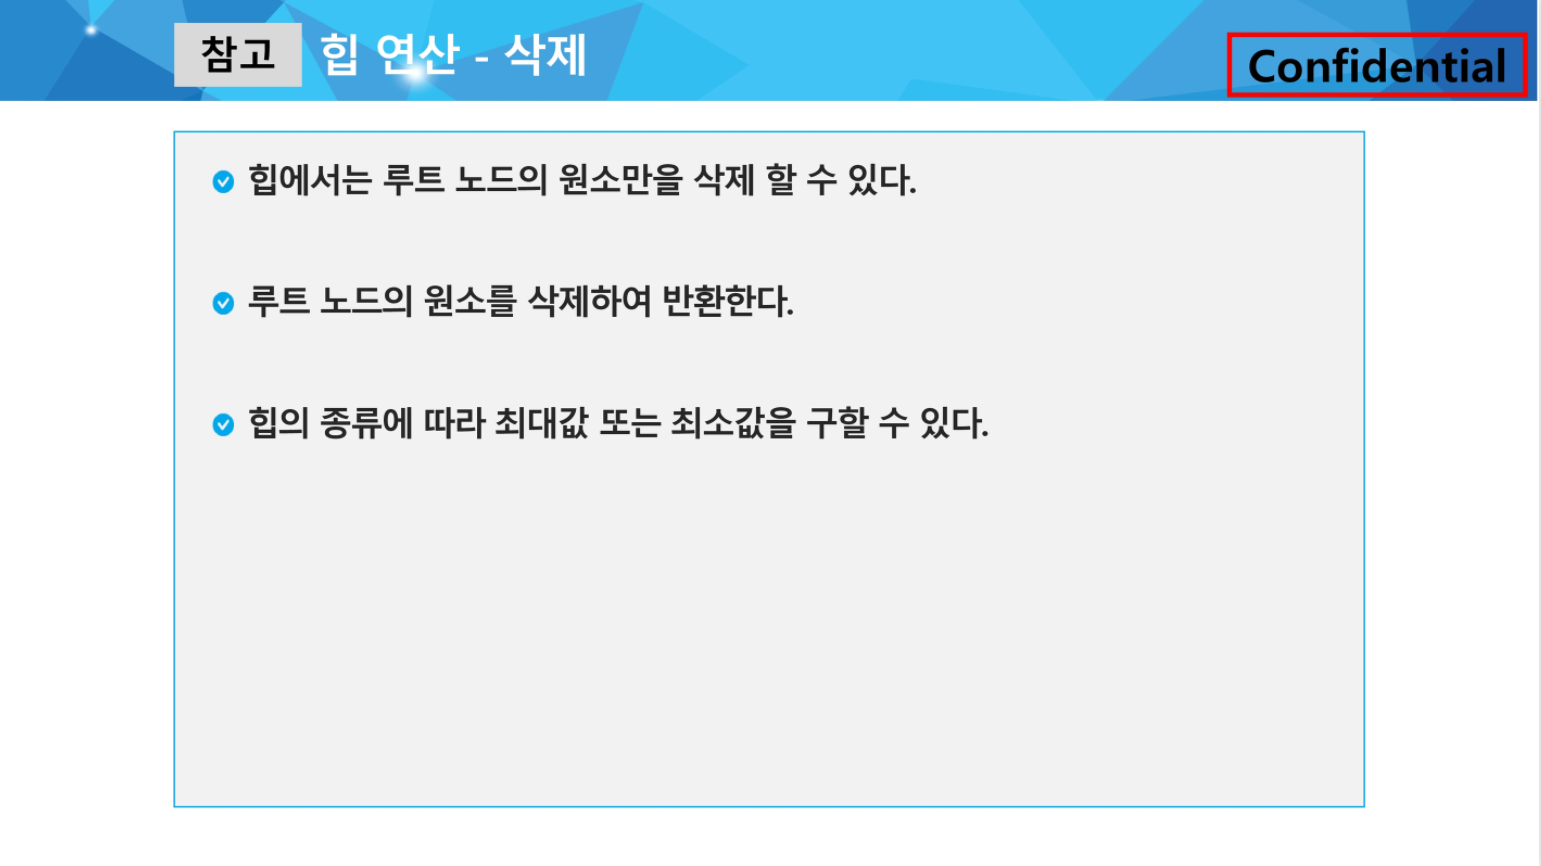 참고
힙 연산 - 삭제
Confidential
힙에서는 루트 노드의 원소만을 삭제 할 수 있다.
루트 노드의 원소를 삭제하여 반환한다.
힙의 종류에 따라 최대값 또는 최소값을 구할 수 있다.